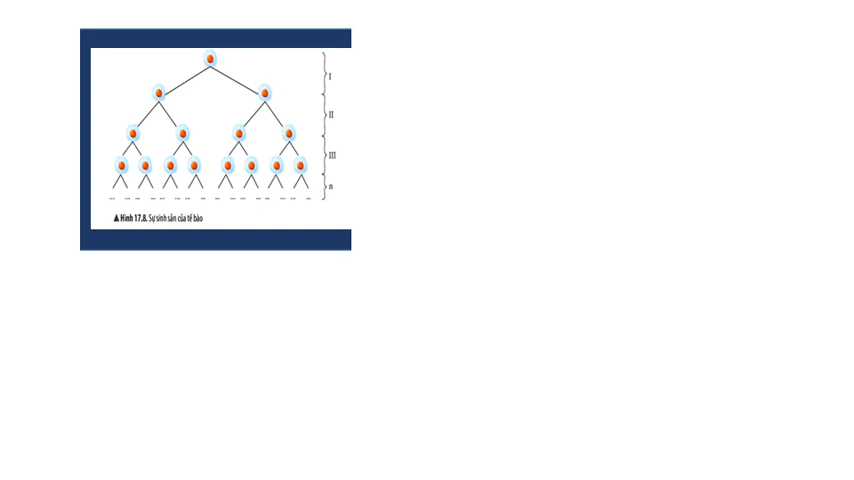 I
II
III
n
▲ Hình 17.8. Sự sinh sản của tế bào